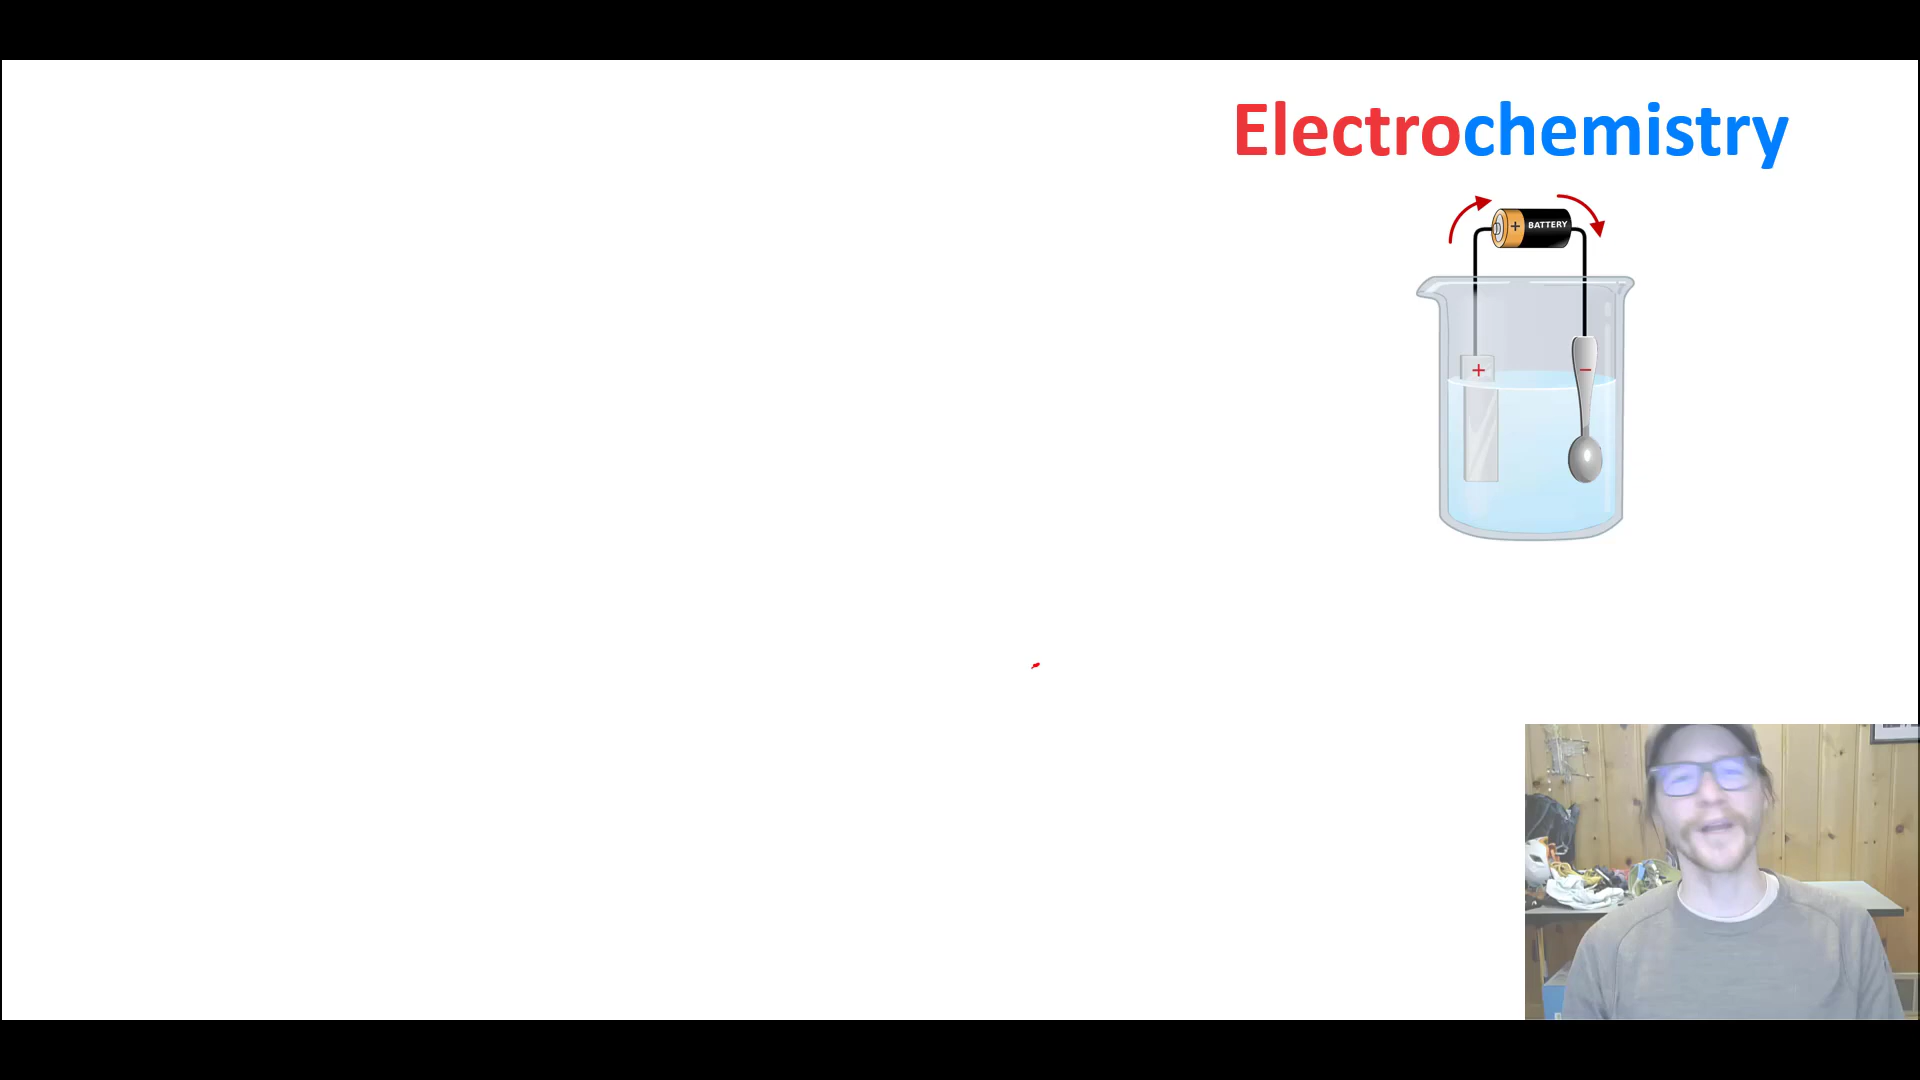 Electrochemistry
+ BATTERY
+ −